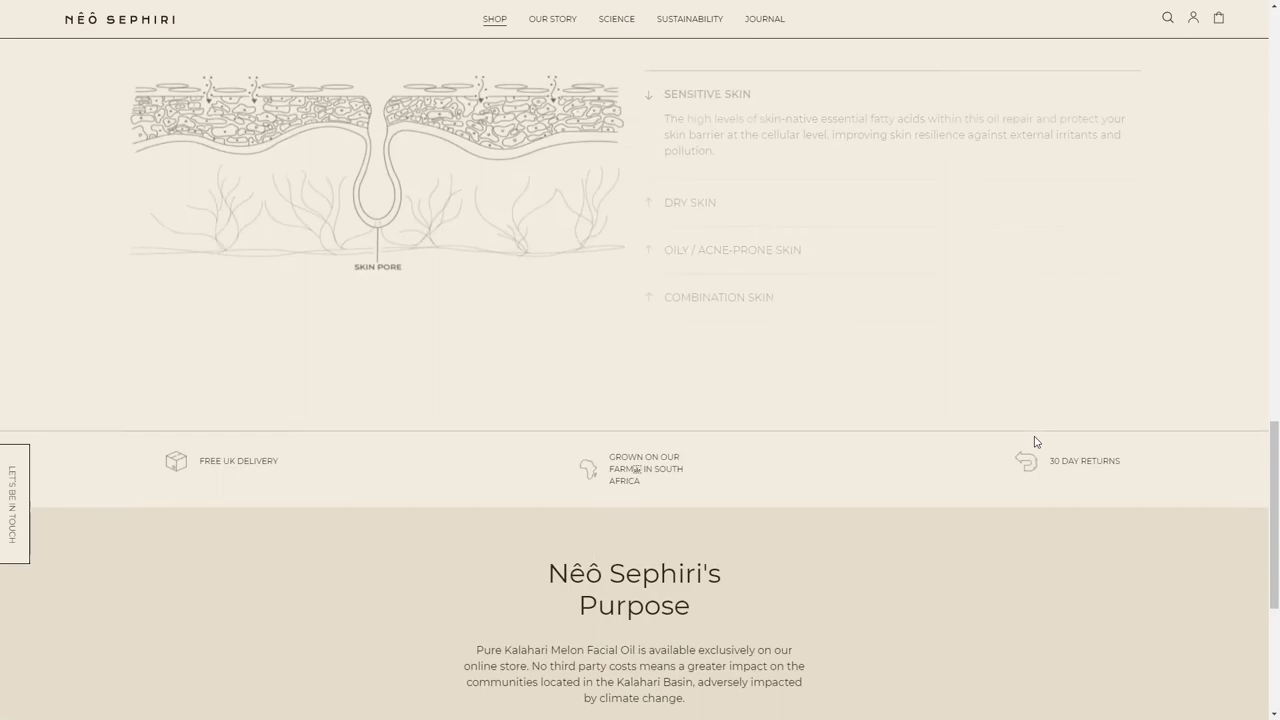 NÊÔ SEPHIRI
SHOP
OUR STORY
SCIENCE
SUSTAINABILITY
JOURNAL
SENSITIVE SKIN
The high levels of skin-native essential fatty acids within this oil repair and protect your
skin barrier at the cellular level, improving skin resilience against external irritants and
pollution.
DRY SKIN
OILY / ACNE-PRONE SKIN
COMBINATION SKIN
SKIN PORE
FREE UK DELIVERY
GROWN ON OUR
FARM IN SOUTH
AFRICA
30 DAY RETURNS
LET'S BE IN TOUCH
Nêô Sephiri's
Purpose
Pure Kalahari Melon Facial Oil is available exclusively on our
online store. No third party costs means a greater impact on the
communities located in the Kalahari Basin, adversely impacted
by climate change.